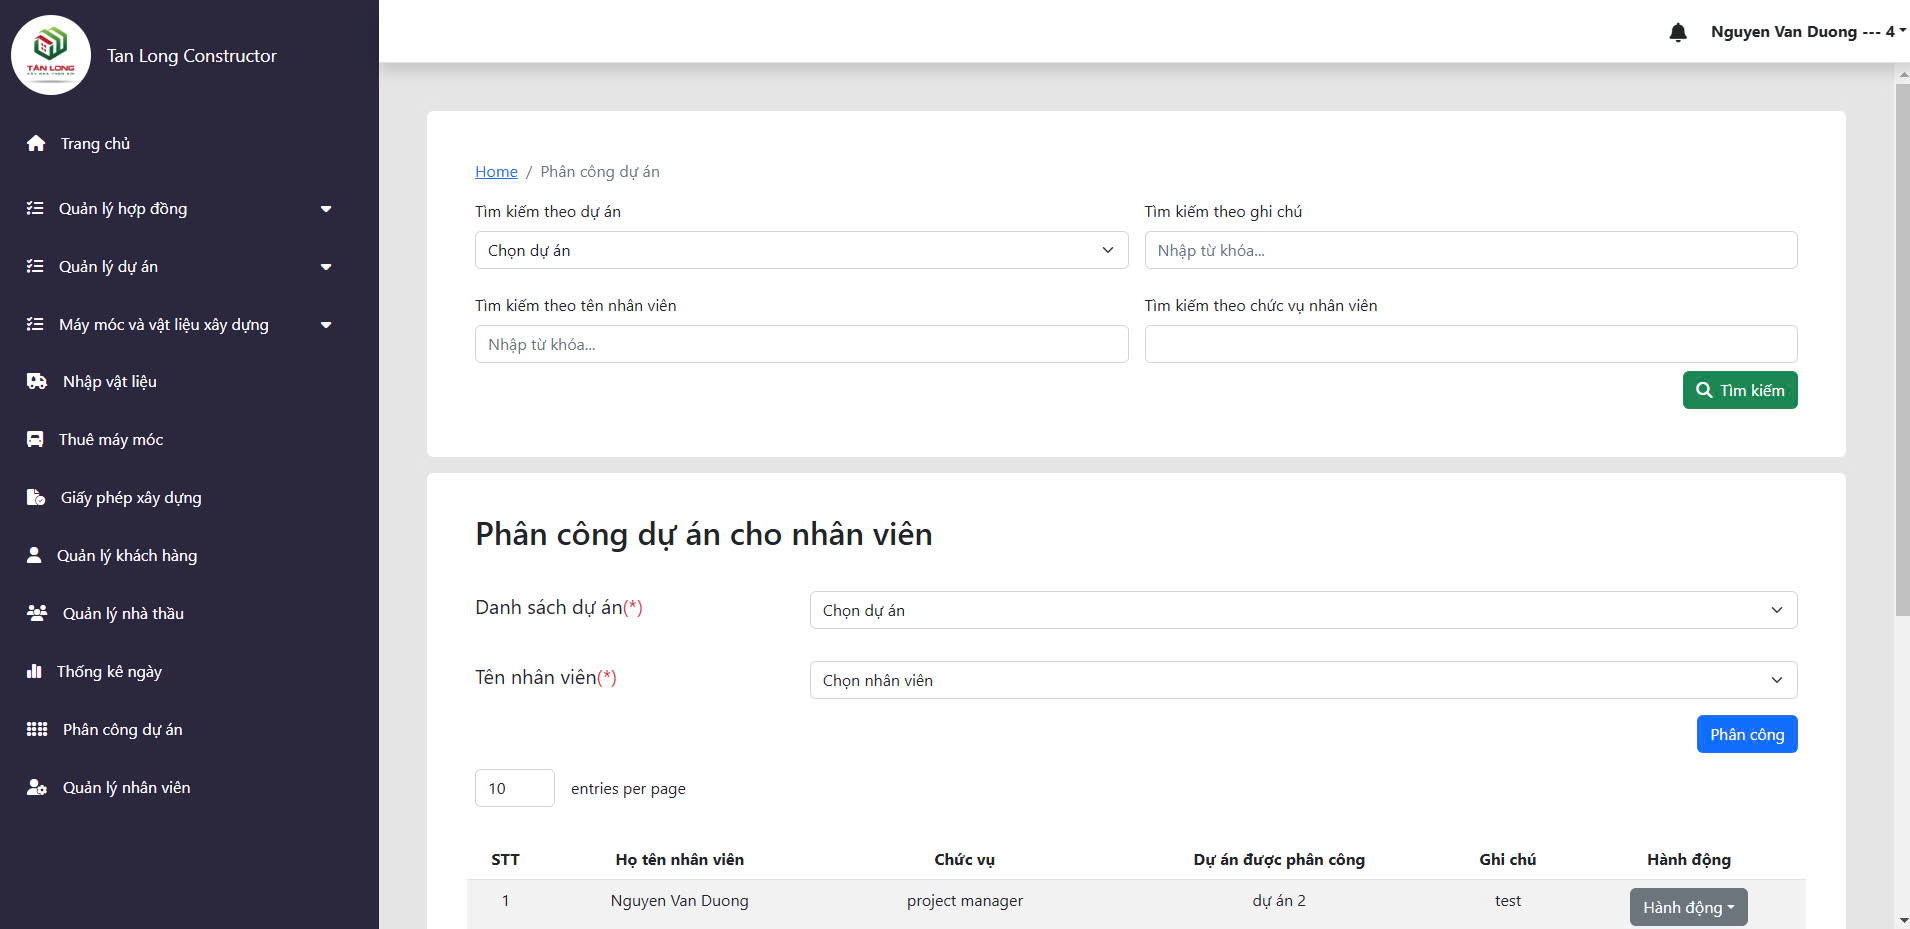 TÂN LONG
Tan Long Constructor
Nguyen Van Duong --- 4
Trang chủ
Quản lý hợp đồng
Quản lý dự án
Máy móc và vật liệu xây dựng
Nhập vật liệu
Thuê máy móc
Giấy phép xây dựng
Quản lý khách hàng
Quản lý nhà thầu
Thống kê ngày
Phân công dự án
Quản lý nhân viên
Home / Phân công dự án
Tìm kiếm theo dự án
Chọn dự án
Tìm kiếm theo ghi chú
Nhập từ khóa...
Tìm kiếm theo tên nhân viên
Nhập từ khóa...
Tìm kiếm theo chức vụ nhân viên
Tìm kiếm
Phân công dự án cho nhân viên
Danh sách dự án(*)
Chọn dự án
Tên nhân viên(*)
Chọn nhân viên
Phân công
10 entries per page
STT Họ tên nhân viên Chức vụ Dự án được phân công Ghi chú Hành động
1 Nguyen Van Duong project manager dự án 2 test Hành động